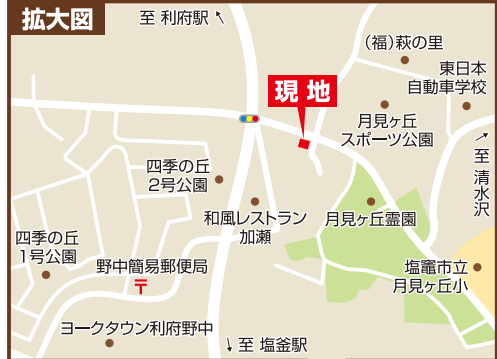 拡大図
至 利府駅
(福)萩の里
東日本
自動車学校
現地
月見ヶ丘
スポーツ公園
至 清水沢
四季の丘
2号公園
和風レストラン
加瀬
月見ヶ丘霊園
四季の丘
1号公園
野中簡易郵便局
〒
塩竈市立
月見ヶ丘小
ヨークタウン利府野中
至 塩釜駅